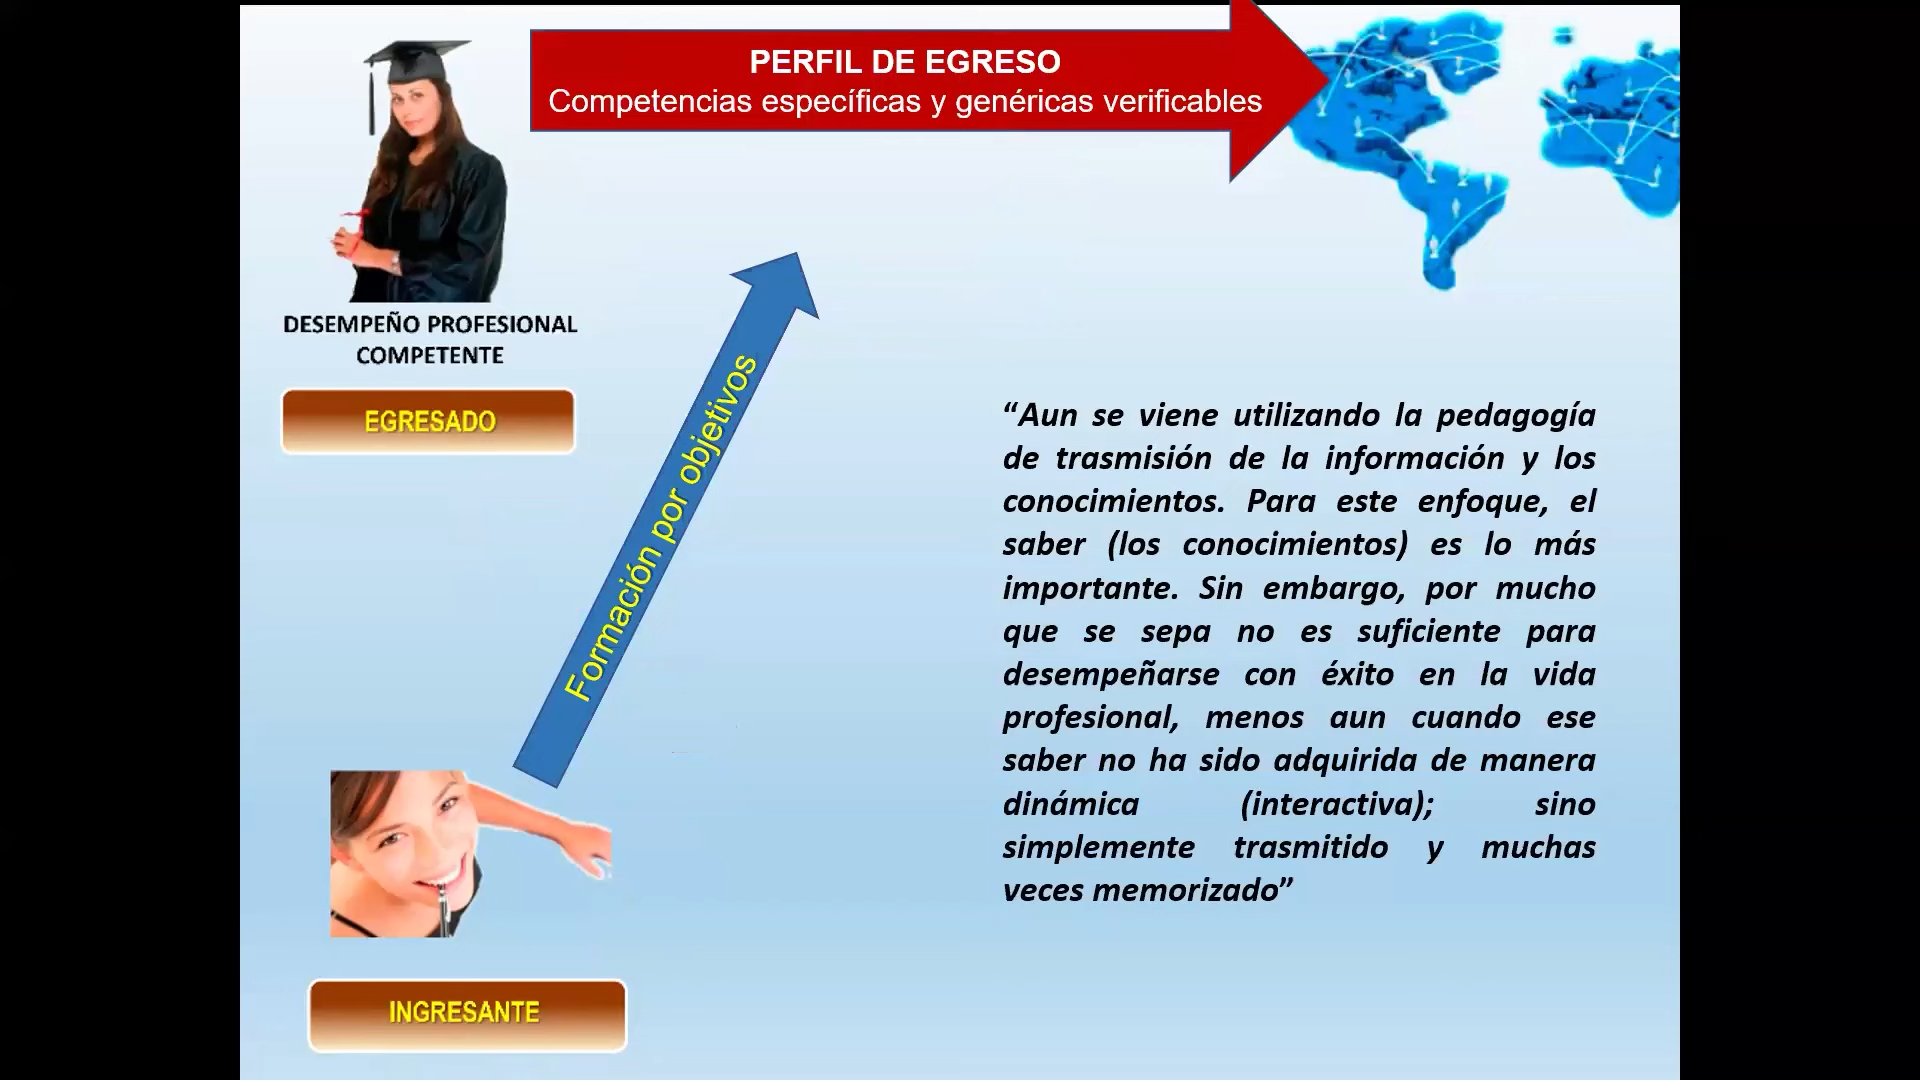 PERFIL DE EGRESO
Competencias específicas y genéricas verificables
DESEMPEÑO PROFESIONAL
COMPETENTE
EGRESADO
Formación por objetivos
“Aun se viene utilizando la pedagogía
de trasmisión de la información y los
conocimientos. Para este enfoque, el
saber (los conocimientos) es lo más
importante. Sin embargo, por mucho
que se sepa no es suficiente para
desempeñarse con éxito en la vida
profesional, menos aun cuando ese
saber no ha sido adquirida de manera
dinámica (interactiva); sino
simplemente trasmitido y muchas
veces memorizado”
INGRESANTE